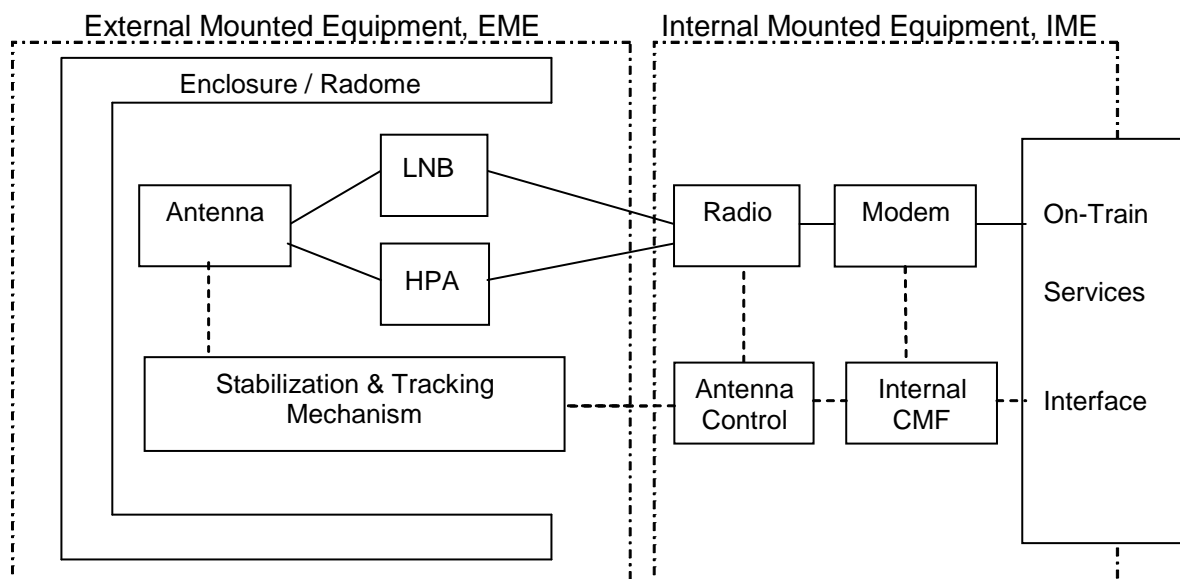 External Mounted Equipment, EME
Internal Mounted Equipment, IME
Enclosure / Radome
LNB
Antenna
HPA
Radio
Modem
On-Train
Services
Interface
Stabilization & Tracking
Mechanism
Antenna
Control
Internal
CMF